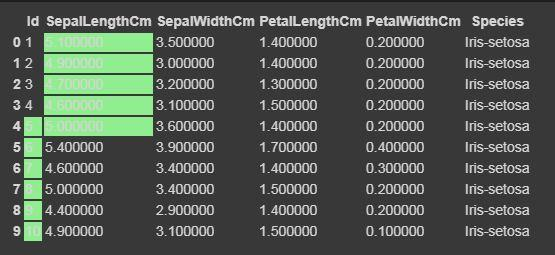 Id SepalLengthCm SepalWidthCm PetalLengthCm PetalWidthCm Species
0 1 5.100000 3.500000 1.400000 0.200000 Iris-setosa
1 2 4.900000 3.000000 1.400000 0.200000 Iris-setosa
2 3 4.700000 3.200000 1.300000 0.200000 Iris-setosa
3 4 4.600000 3.100000 1.500000 0.200000 Iris-setosa
4 5 5.000000 3.600000 1.400000 0.200000 Iris-setosa
5 6 5.400000 3.900000 1.700000 0.400000 Iris-setosa
6 7 4.600000 3.400000 1.400000 0.300000 Iris-setosa
7 8 5.000000 3.400000 1.500000 0.200000 Iris-setosa
8 9 4.400000 2.900000 1.400000 0.200000 Iris-setosa
9 10 4.900000 3.100000 1.500000 0.100000 Iris-setosa